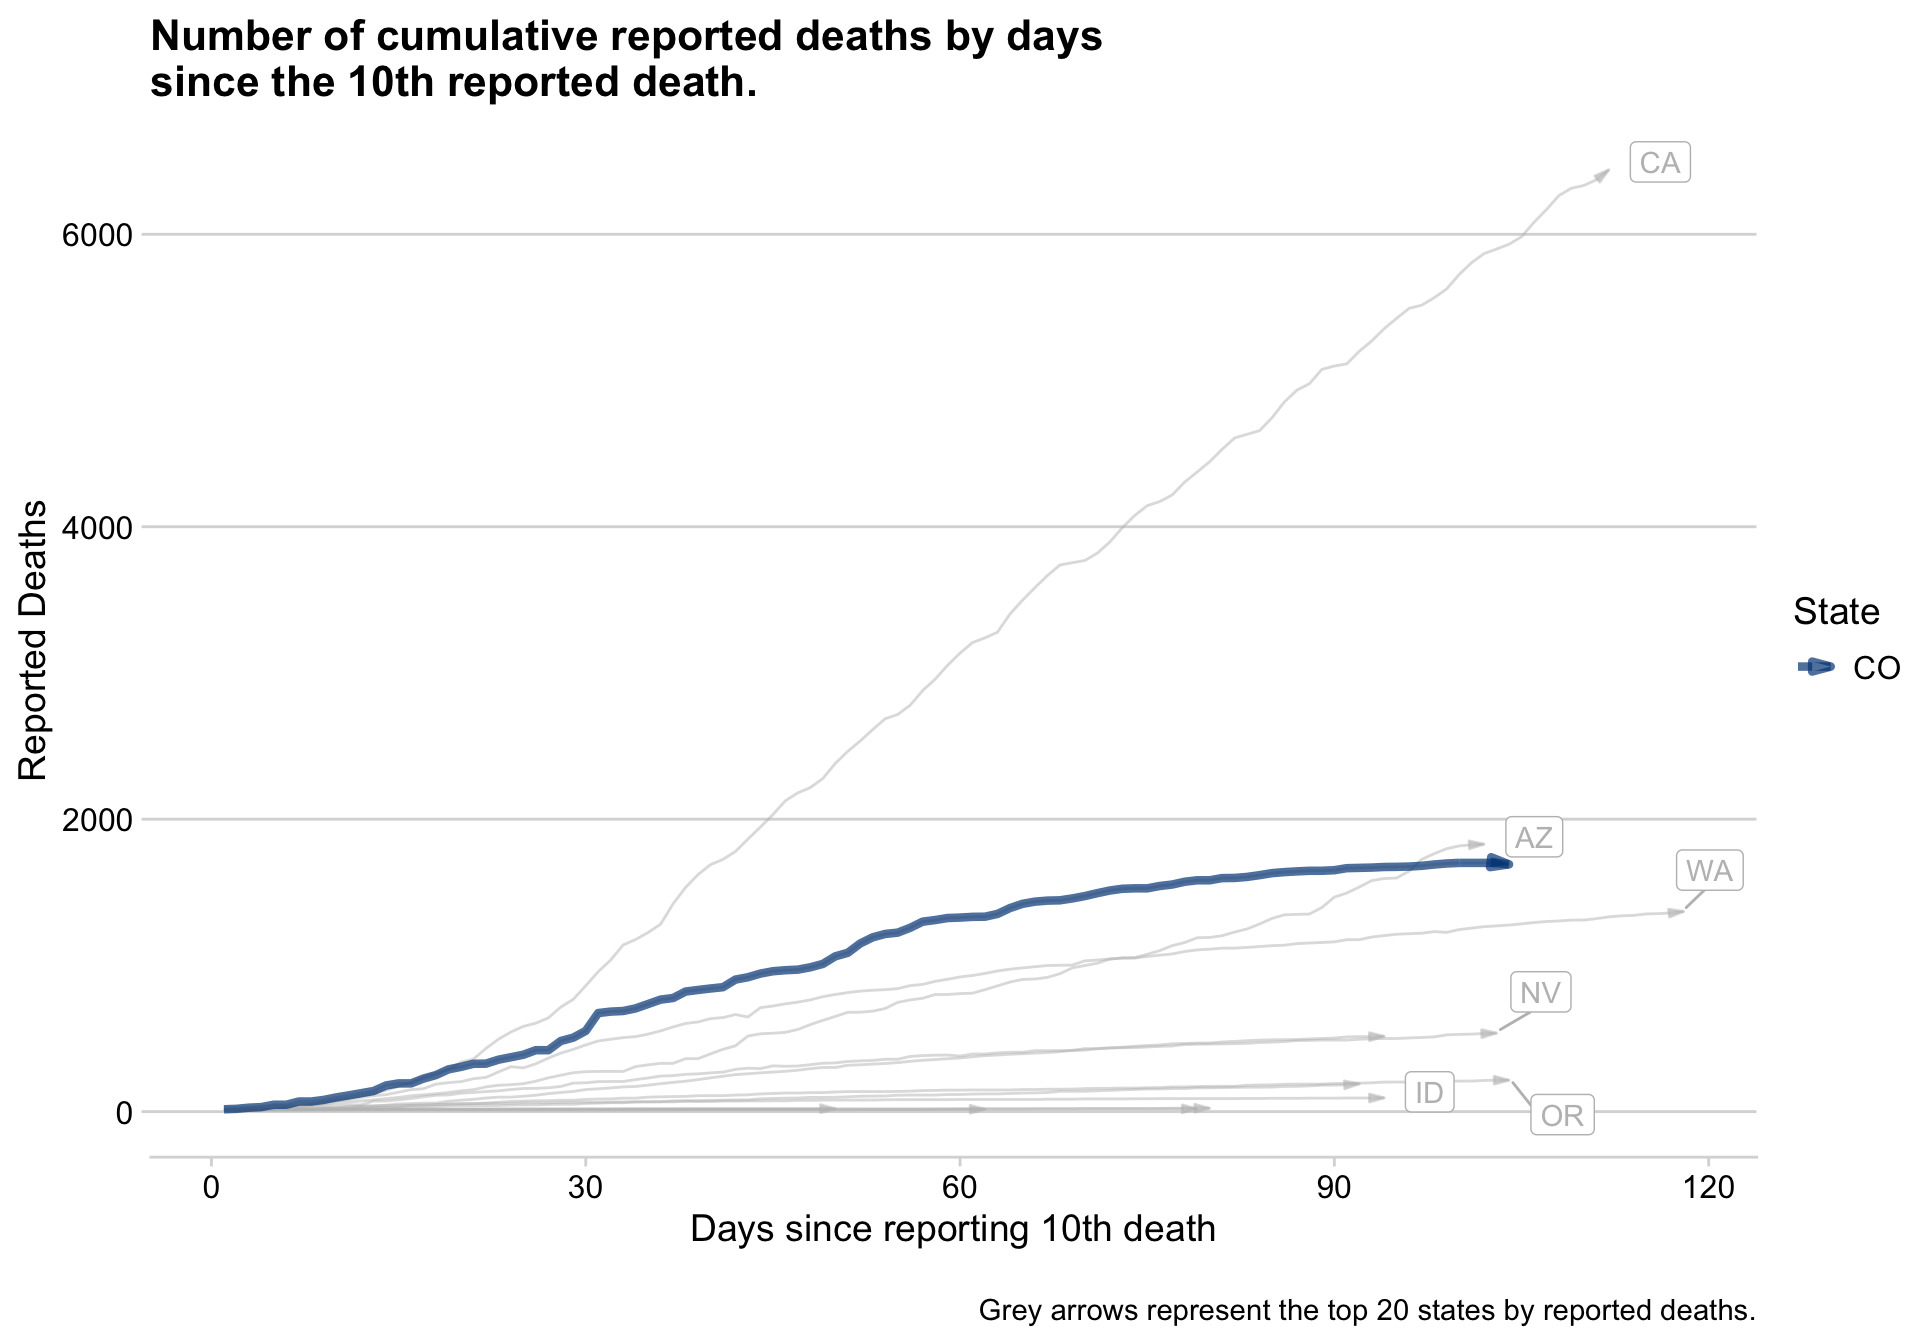 Number of cumulative reported deaths by days
since the 10th reported death.
CA
6000
4000
2000
0
Reported Deaths
AZ
WA
NV
ID
OR
State
CO
0
30
60
90
120
Days since reporting 10th death
Grey arrows represent the top 20 states by reported deaths.